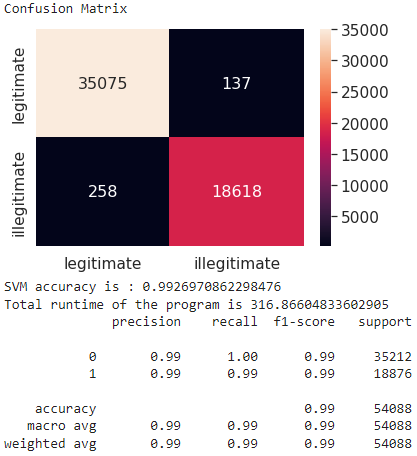 Confusion Matrix
35000
legitimate 35075 137
30000
25000
20000
15000
illegitimate 258 18618
10000
5000
legitimate illegitimate
SVM accuracy is : 0.9926970862298476
Total runtime of the program is 316.86604833602905
precision recall f1-score support
0 0.99 1.00 0.99 35212
1 0.99 0.99 0.99 18876
accuracy 0.99 54088
macro avg 0.99 0.99 0.99 54088
weighted avg 0.99 0.99 0.99 54088